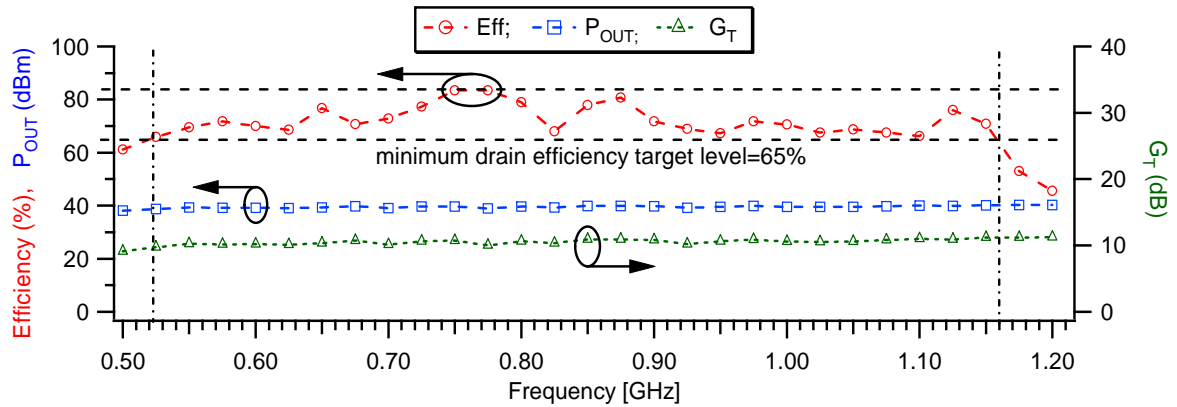 Eff; P_OUT; G_T
Efficiency (%), P_OUT (dBm)
100
80
60
40
20
0
minimum drain efficiency target level=65%
40
30
20
10
0
G_T (dB)
0.50 0.60 0.70 0.80 0.90 1.00 1.10 1.20
Frequency [GHz]